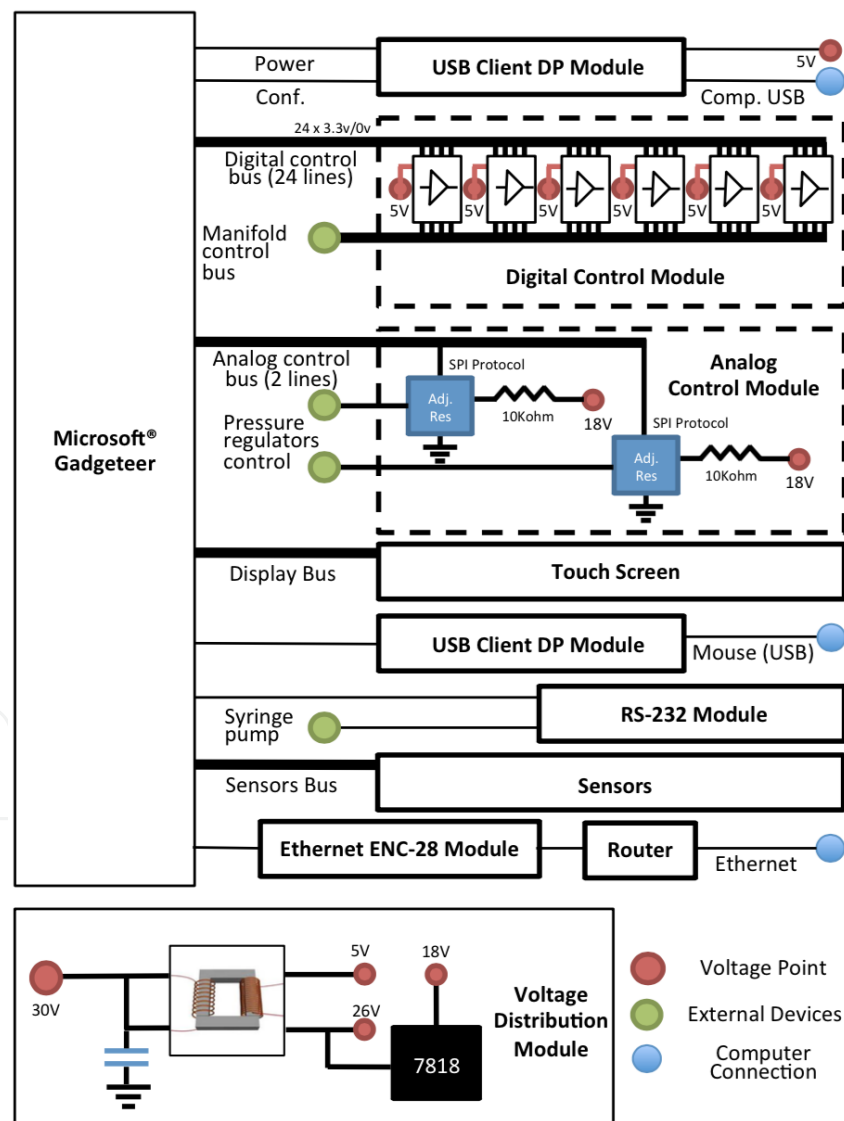 Power
Conf.
USB Client DP Module
5V
Comp. USB
24 x 3.3v/0v
Digital control
bus (24 lines)
5V
5V
5V
5V
5V
5V
Manifold
control
bus
Digital Control Module
Analog control
bus (2 lines)
SPI Protocol
Adj.
Res
10Kohm
18V
Analog
Control Module
Pressure
regulators
control
SPI Protocol
Adj.
Res
10Kohm
18V
Microsoft®
Gadgeteer
Display Bus
Touch Screen
USB Client DP Module
Mouse (USB)
Syringe
pump
RS-232 Module
Sensors Bus
Sensors
Ethernet ENC-28 Module
Router
Ethernet
30V
5V
26V
18V
7818
Voltage
Distribution
Module
Voltage Point
External Devices
Computer
Connection